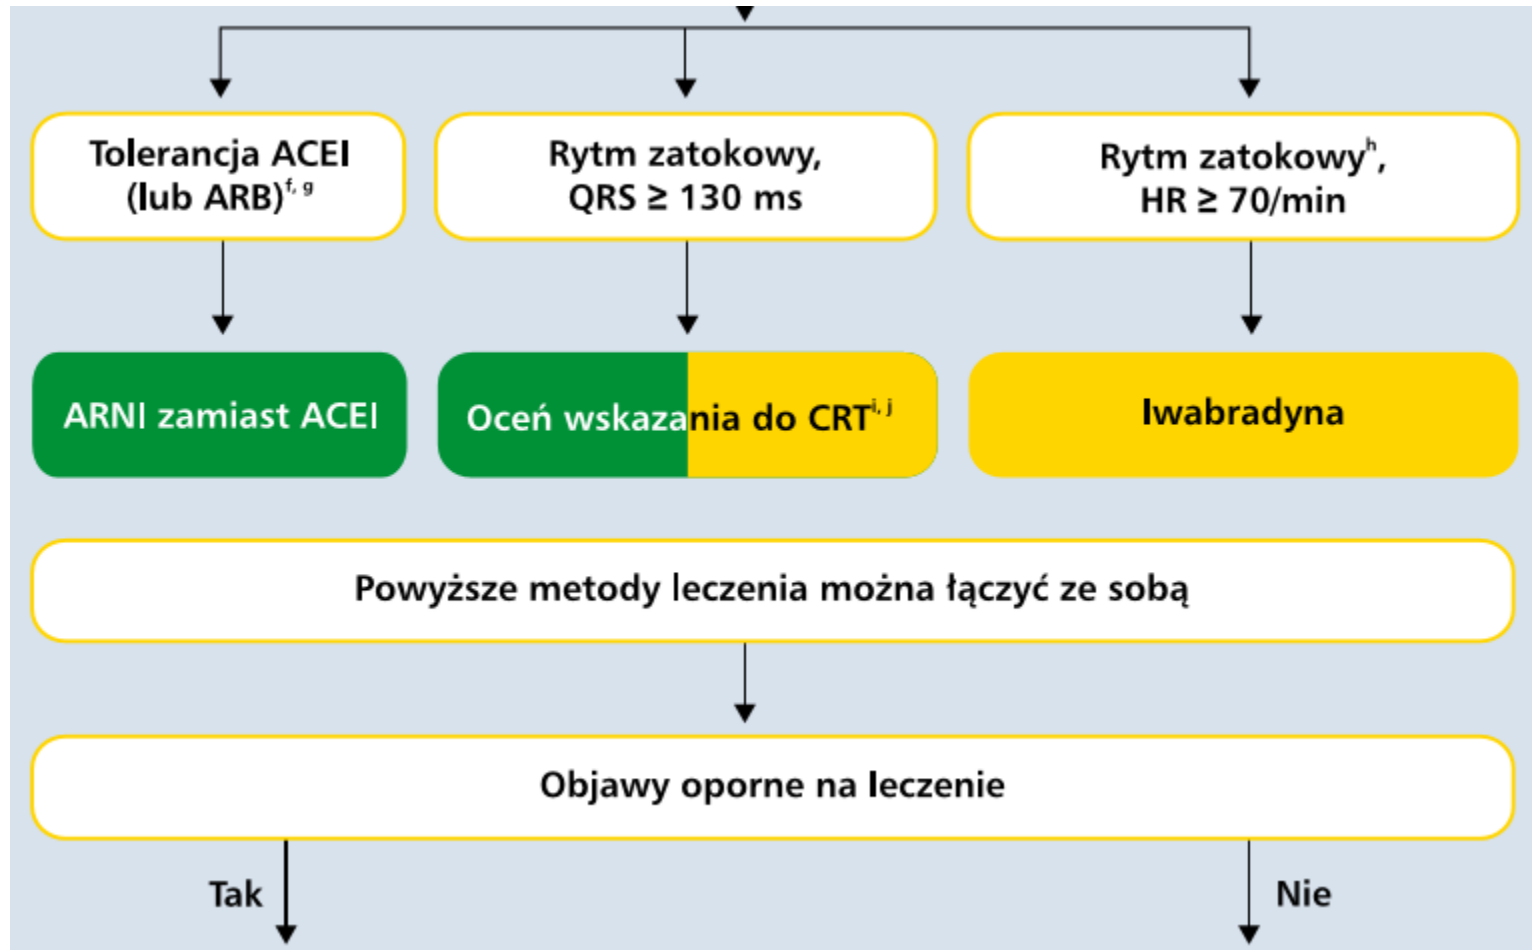 Tolerancja ACEI
(lub ARB)f, g
Rytm zatokowy,
QRS ≥ 130 ms
Rytm zatokowyh,
HR ≥ 70/min
ARNI zamiast ACEI
Oceń wskazania do CRTi, j
Iwabradyna
Powyższe metody leczenia można łączyć ze sobą
Objawy oporne na leczenie
Tak
Nie